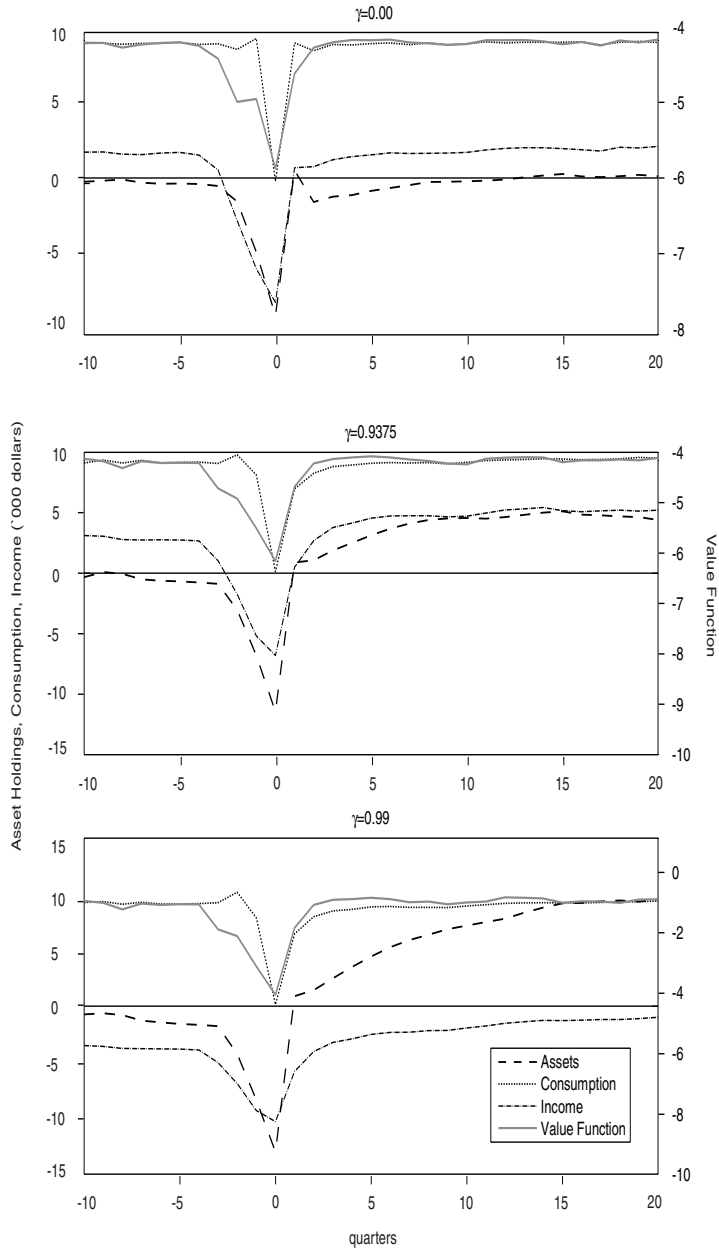 γ=0.00
10
5
0
-5
-10
-4
-5
-6
-7
-8
-10 -5 0 5 10 15 20
γ=0.9375
10
5
0
-5
-10
-15
-4
-5
-6
-7
-8
-9
-10
-10 -5 0 5 10 15 20
Asset Holdings, Consumption, Income (`000 dollars)
Value Function
γ=0.99
15
10
5
0
-5
-10
-15
0
-2
-4
-6
-8
-10
Assets
Consumption
Income
Value Function
-10 -5 0 5 10 15 20
quarters